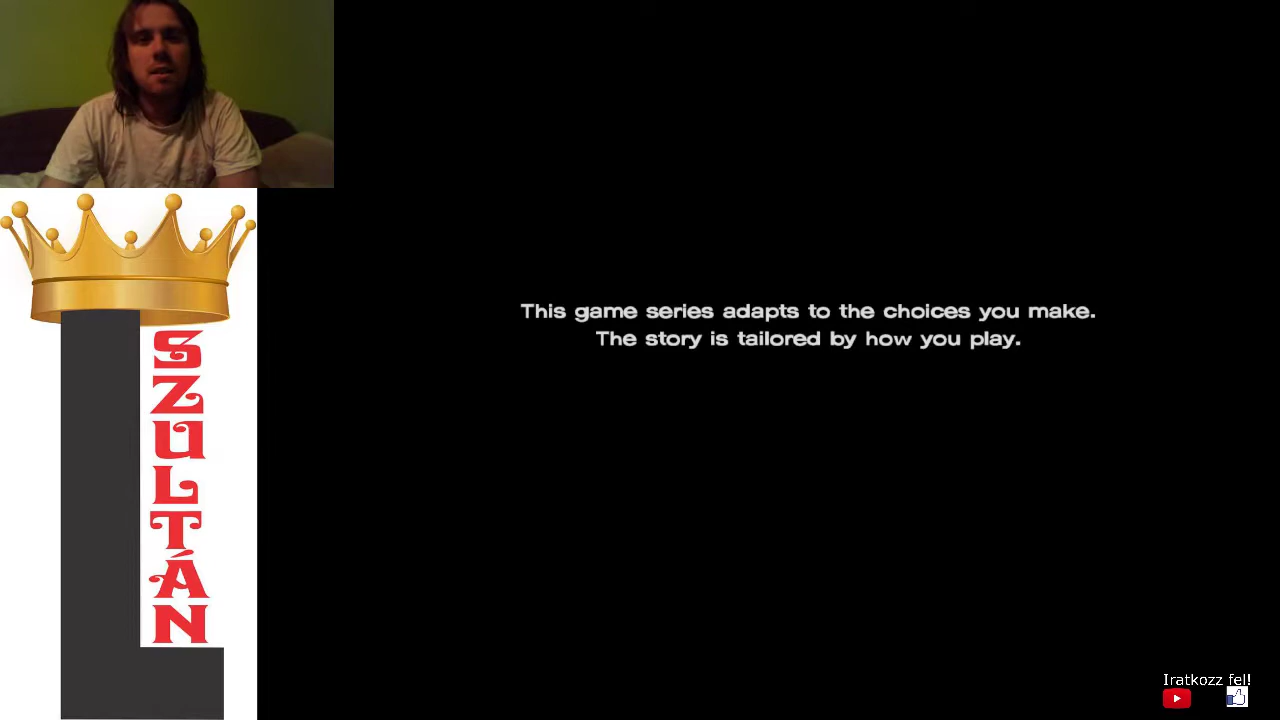 This game series adapts to the choices you make.
The story is tailored by how you play.
L
SZULTÁN
Iratkozz fel!